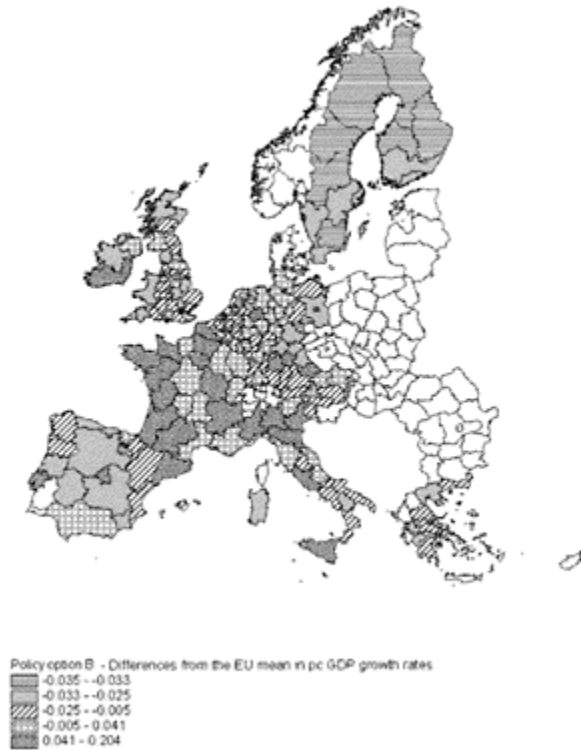 Policy option B - Differences from the EU mean in pc GDP growth rates
-0.035 - -0.033
-0.033 - -0.025
-0.025 - -0.005
-0.005 - 0.041
0.041 - 0.204